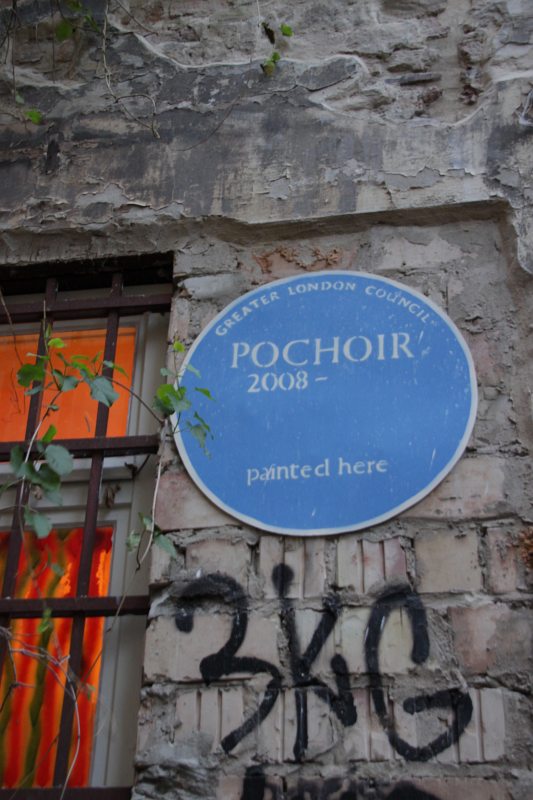 GREATER LONDON COUNCIL
POCHOIR
2008 –
painted here